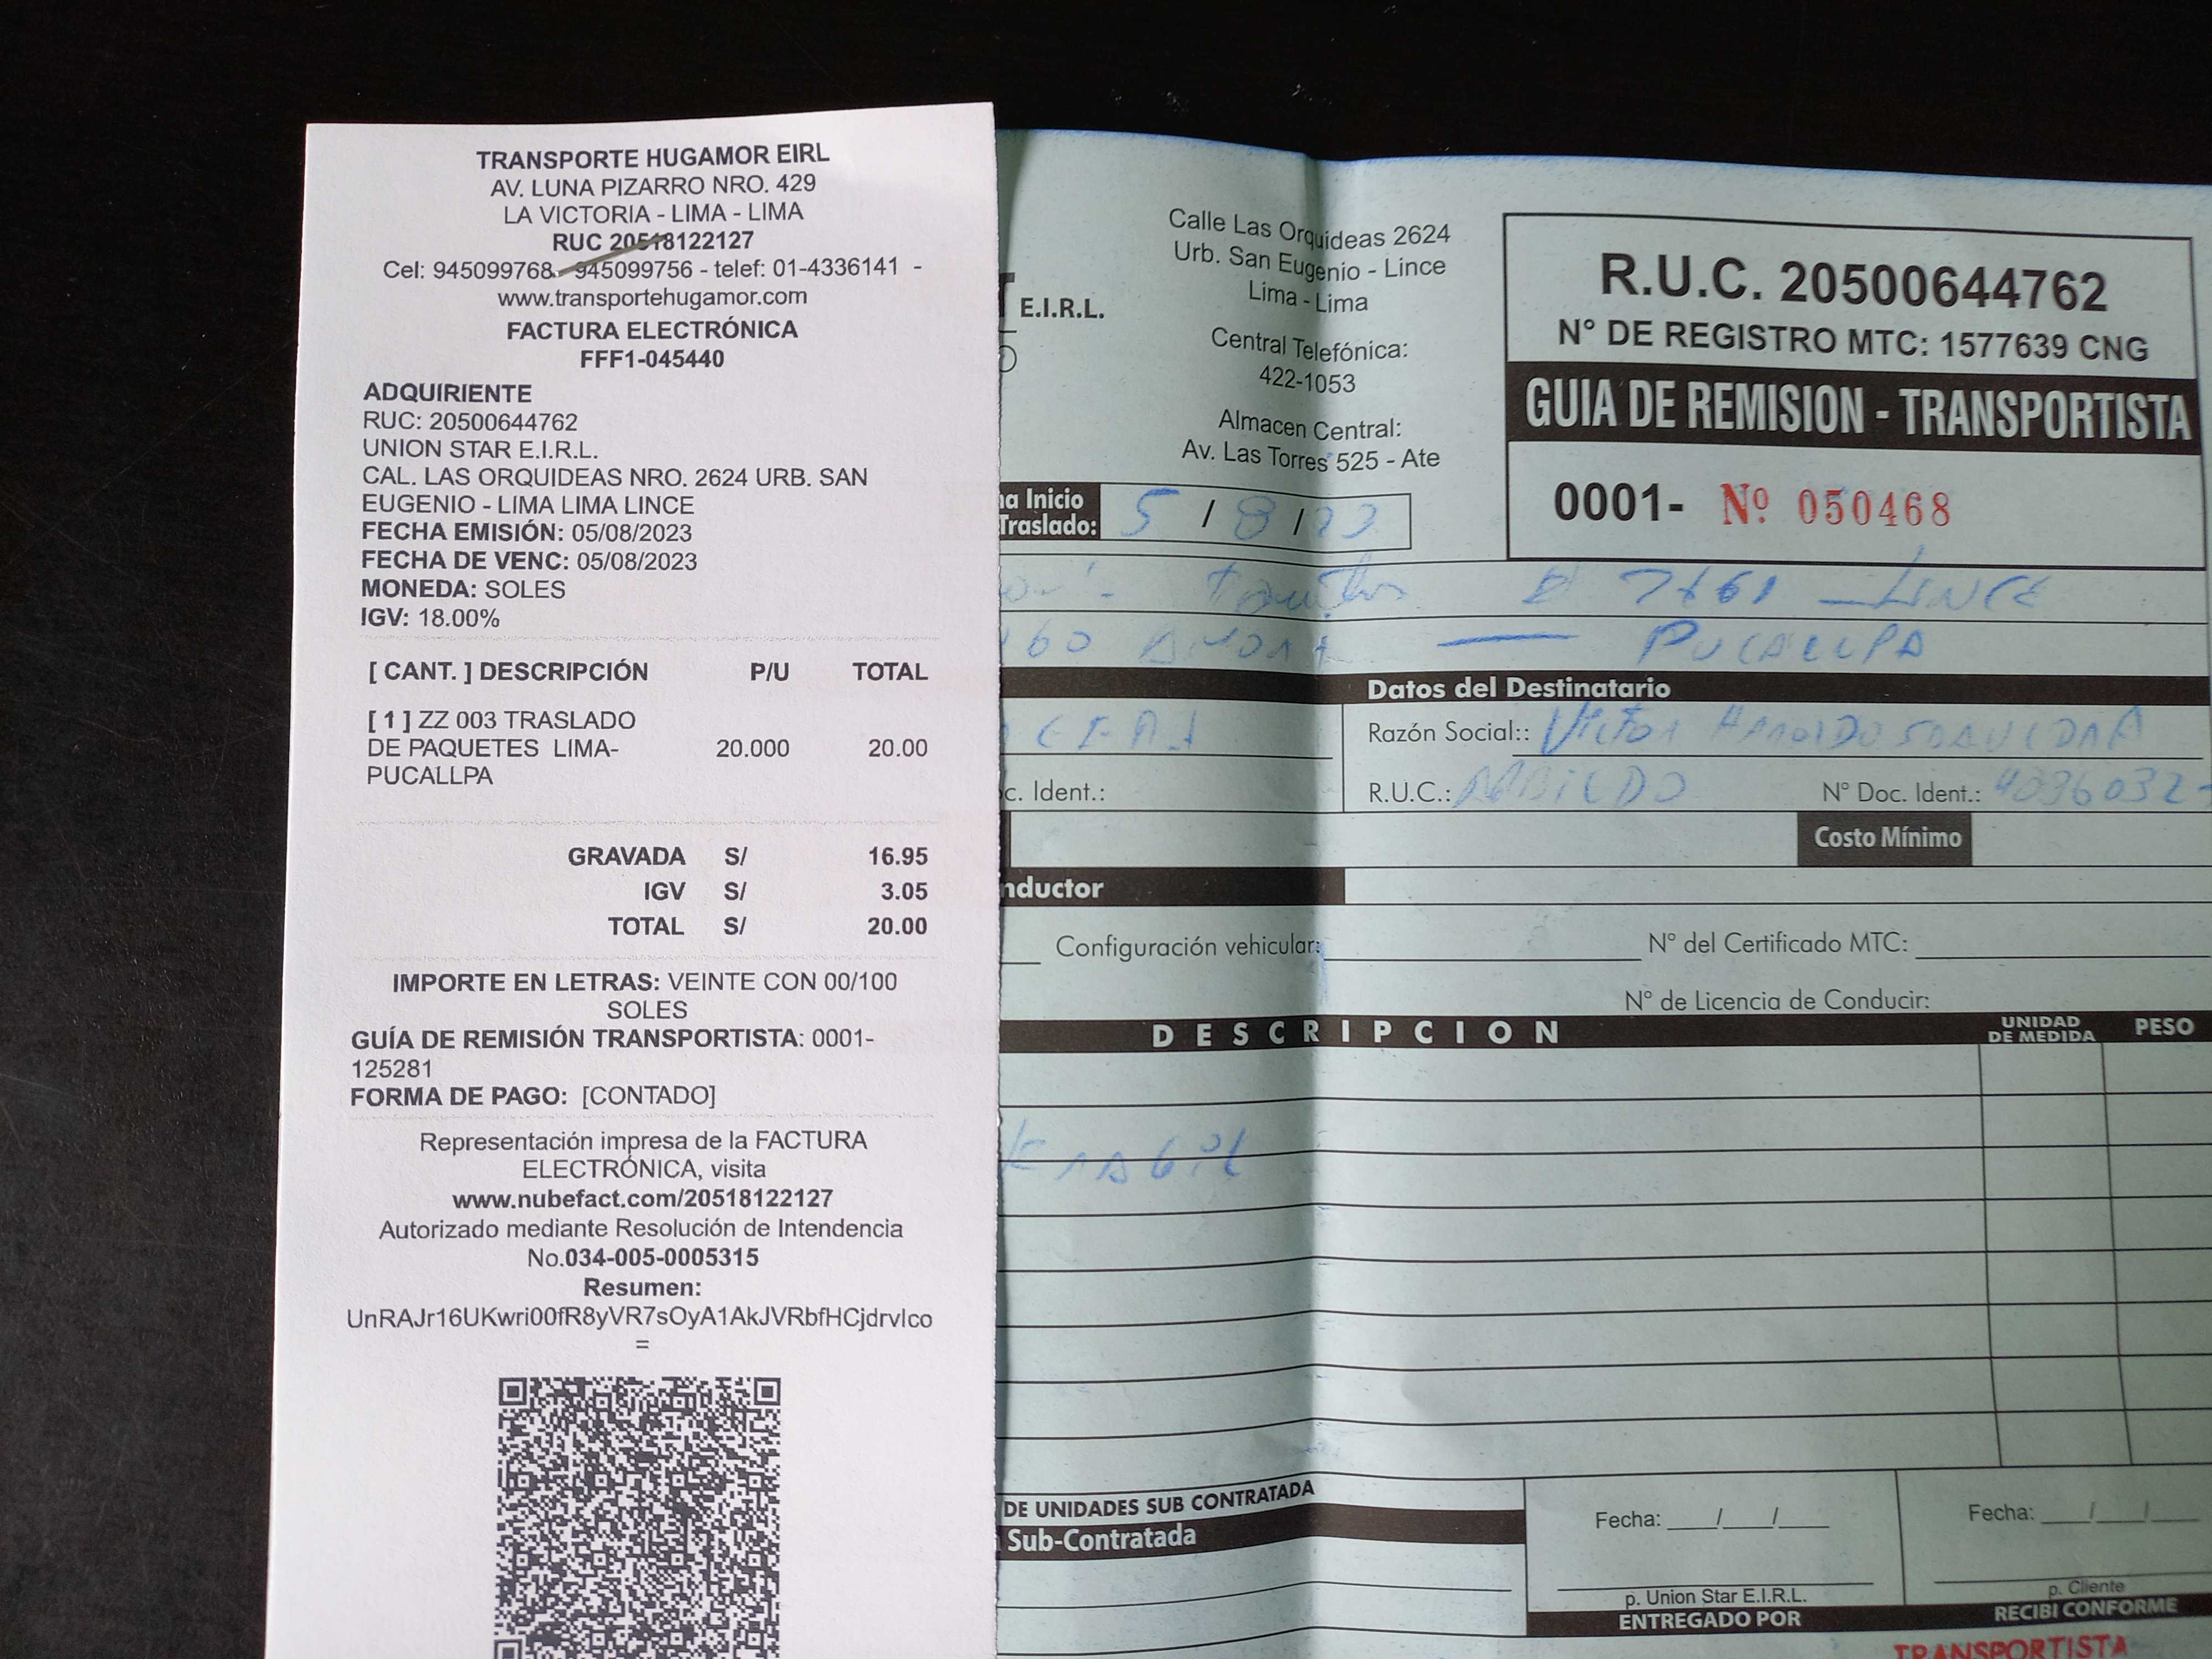 TRANSPORTE HUGAMOR EIRL
AV. LUNA PIZARRO NRO. 429
LA VICTORIA - LIMA - LIMA
RUC 20518122127
Cel: 945099768- 945099756 - telef: 01-4336141 -
www.transportehugamor.com
FACTURA ELECTRÓNICA
FFF1-045440
ADQUIRIENTE
RUC: 20500644762
UNION STAR E.I.R.L.
CAL. LAS ORQUIDEAS NRO. 2624 URB. SAN
EUGENIO - LIMA LIMA LINCE
FECHA EMISIÓN: 05/08/2023
FECHA DE VENC: 05/08/2023
MONEDA: SOLES
IGV: 18.00%
[ CANT. ] DESCRIPCIÓN P/U TOTAL
[ 1 ] ZZ 003 TRASLADO
DE PAQUETES LIMA- 20.000 20.00
PUCALLPA
GRAVADA S/ 16.95
IGV S/ 3.05
TOTAL S/ 20.00
IMPORTE EN LETRAS: VEINTE CON 00/100
SOLES
GUÍA DE REMISIÓN TRANSPORTISTA: 0001-
125281
FORMA DE PAGO: [CONTADO]
Representación impresa de la FACTURA
ELECTRÓNICA, visita
www.nubefact.com/20518122127
Autorizado mediante Resolución de Intendencia
No.034-005-0005315
Resumen:
UnRAJr16UKwri00fR8yVR7sOyA1AkJVRbfHCjdrvIco
=
E.I.R.L.
Calle Las Orquideas 2624
Urb. San Eugenio - Lince
Lima - Lima
Central Telefónica:
422-1053
Almacen Central:
Av. Las Torres 525 - Ate
R.U.C. 20500644762
N° DE REGISTRO MTC: 1577639 CNG
GUIA DE REMISION - TRANSPORTISTA
0001- Nº 050468
Inicio
Traslado: 5 / 8 /
LINCE
PUCALLPA
Datos del Destinatario
Razón Social:: Victor
R.U.C.: N° Doc. Ident.: 4036032
c. Ident.:
Costo Mínimo
nductor
Configuración vehicular: N° del Certificado MTC:
N° de Licencia de Conducir:
DESCRIPCION UNIDAD DE MEDIDA PESO
DE UNIDADES SUB CONTRATADA
Sub-Contratada
Fecha: / /
p. Union Star E.I.R.L.
ENTREGADO POR
Fecha: / /
p. Cliente
RECIBI CONFORME
TRANSPORTISTA